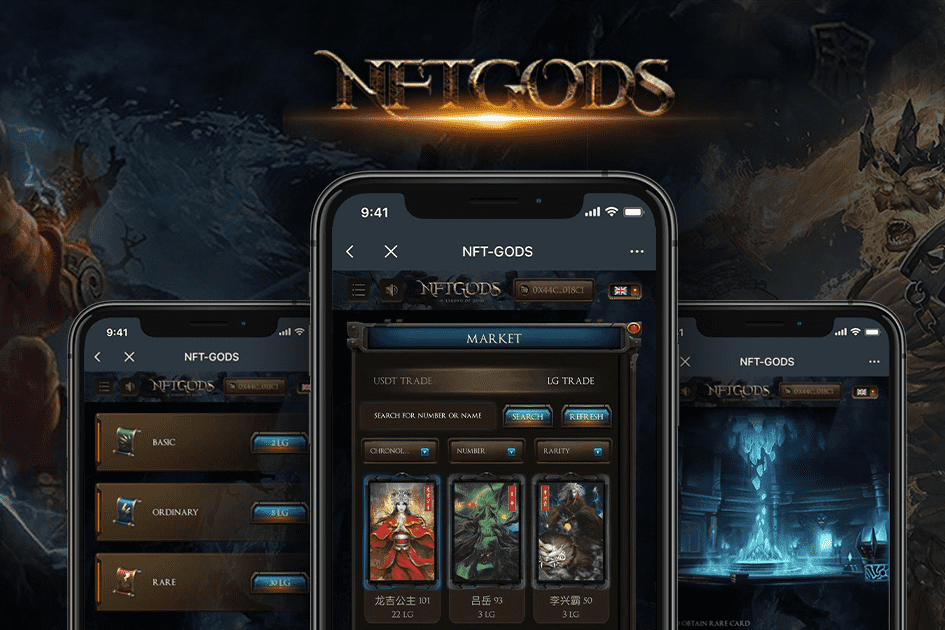 NFTGODS
9:41
NFT-GODS
NFTGODS
0X44C...018C1
MARKET
USDT TRADE
LG TRADE
SEARCH FOR NUMBER OR NAME
SEARCH
REFRESH
CHRONOL...
NUMBER
RARITY
龙吉公主 101
22 LG
吕岳 93
3 LG
李兴霸 50
3 LG
9:41
NFT-GODS
NFTGODS
0X44C...018C1
BASIC
2 LG
ORDINARY
8 LG
RARE
30 LG
NFT-GODS
NFTGODS
0X44C...018C1
OBTAIN RARE CARD